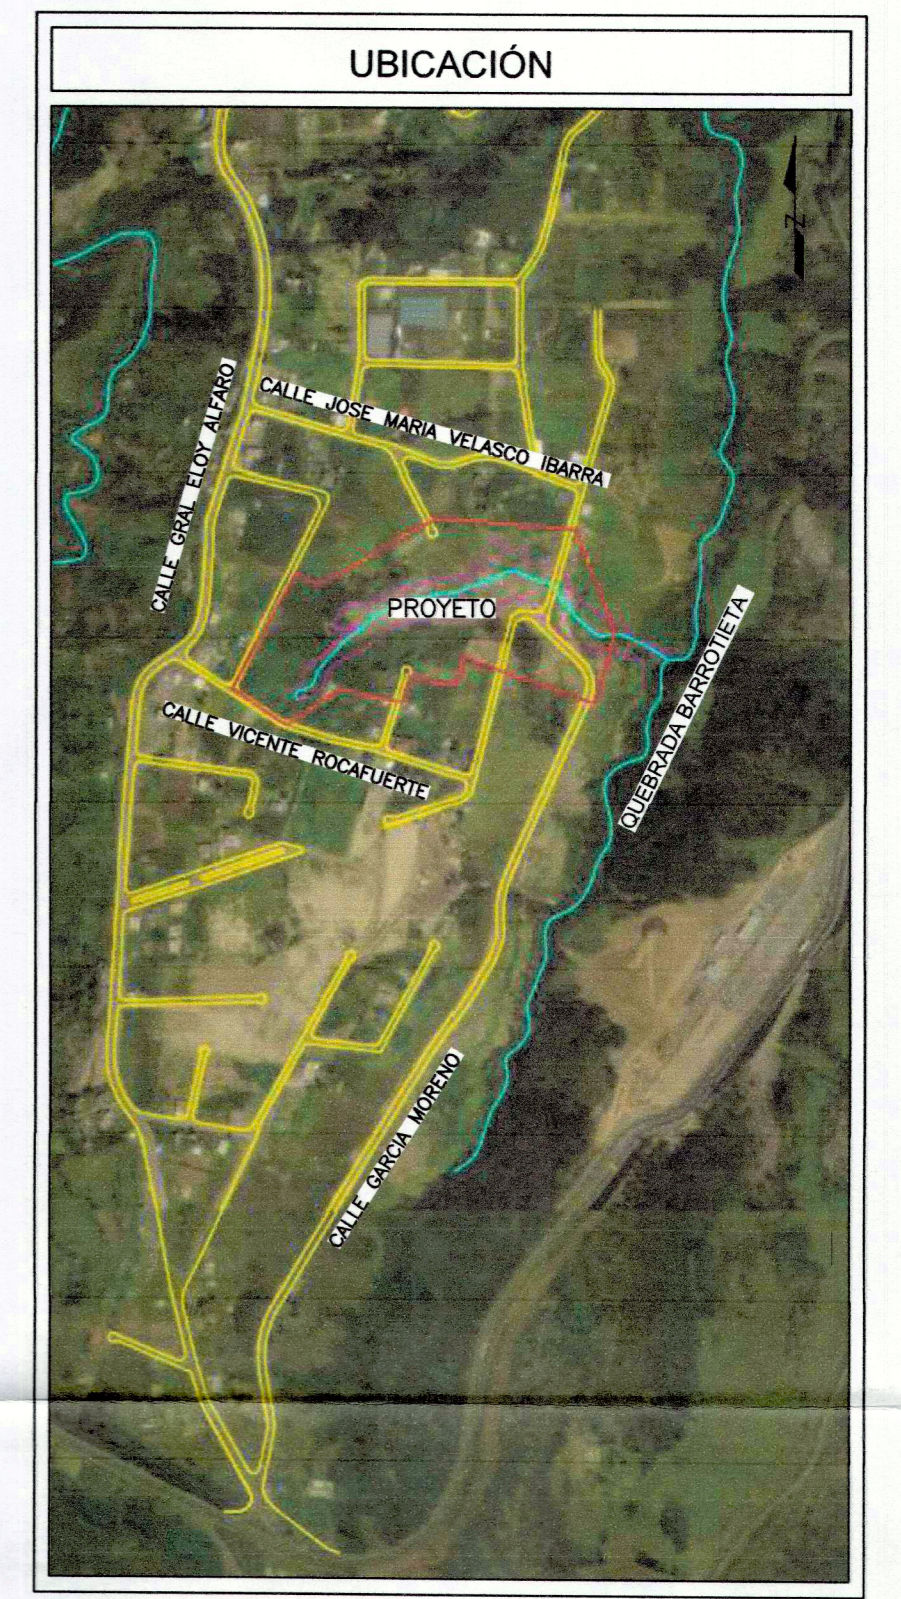 UBICACIÓN
N
CALLE GRAL ELOY ALFARO
CALLE JOSE MARIA VELASCO IBARRA
PROYETO
CALLE VICENTE ROCAFUERTE
QUEBRADA BARROTIETA
CALLE GARCIA MORENO